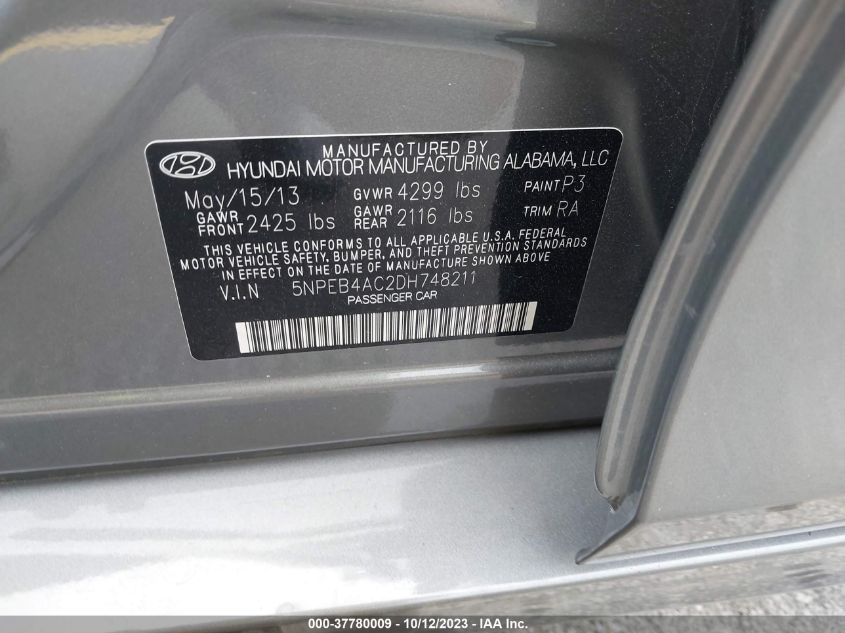 MANUFACTURED BY
HYUNDAI MOTOR MANUFACTURING ALABAMA, LLC
May/15/13 GVWR 4299 lbs PAINT P3
GAWR FRONT 2425 lbs GAWR REAR 2116 lbs TRIM RA
THIS VEHICLE CONFORMS TO ALL APPLICABLE U.S.A. FEDERAL
MOTOR VEHICLE SAFETY, BUMPER, AND THEFT PREVENTION STANDARDS
IN EFFECT ON THE DATE OF MANUFACTURE SHOWN ABOVE.
V.I.N 5NPEB4AC2DH748211
PASSENGER CAR
000-37780009 - 10/12/2023 - IAA Inc.